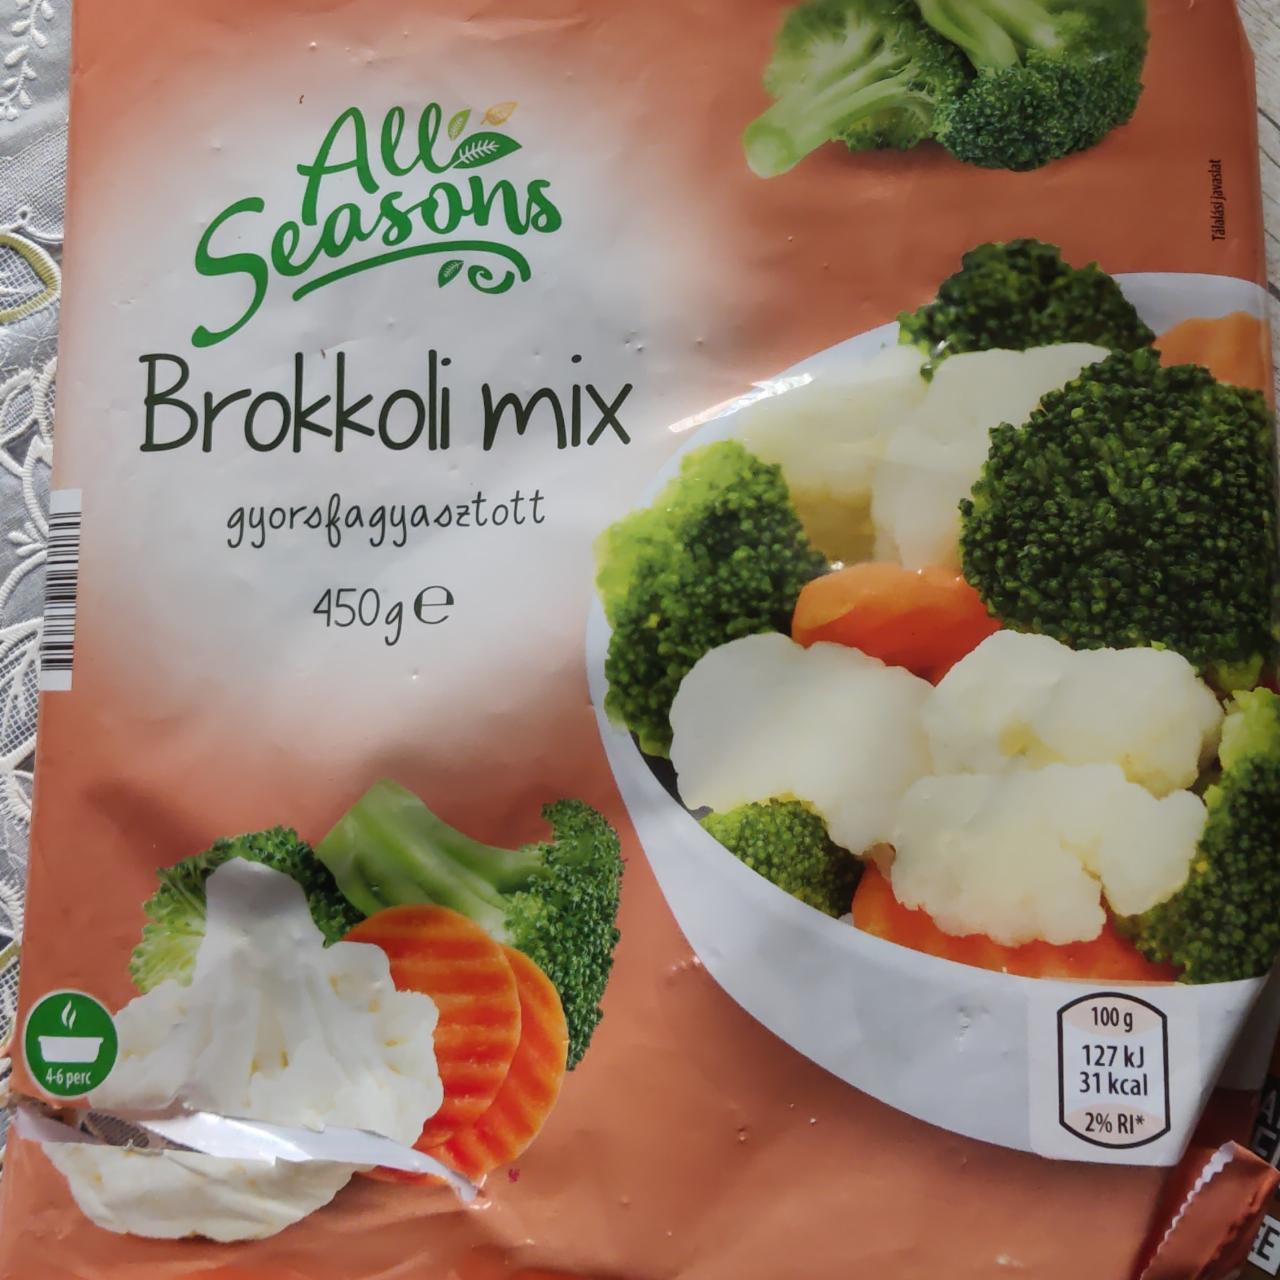 All
Seasons
Brokkoli mix
gyorsfagyasztott
450g e
Tálalási javaslat
4-6 perc
100 g
127 kJ
31 kcal
2% RI*